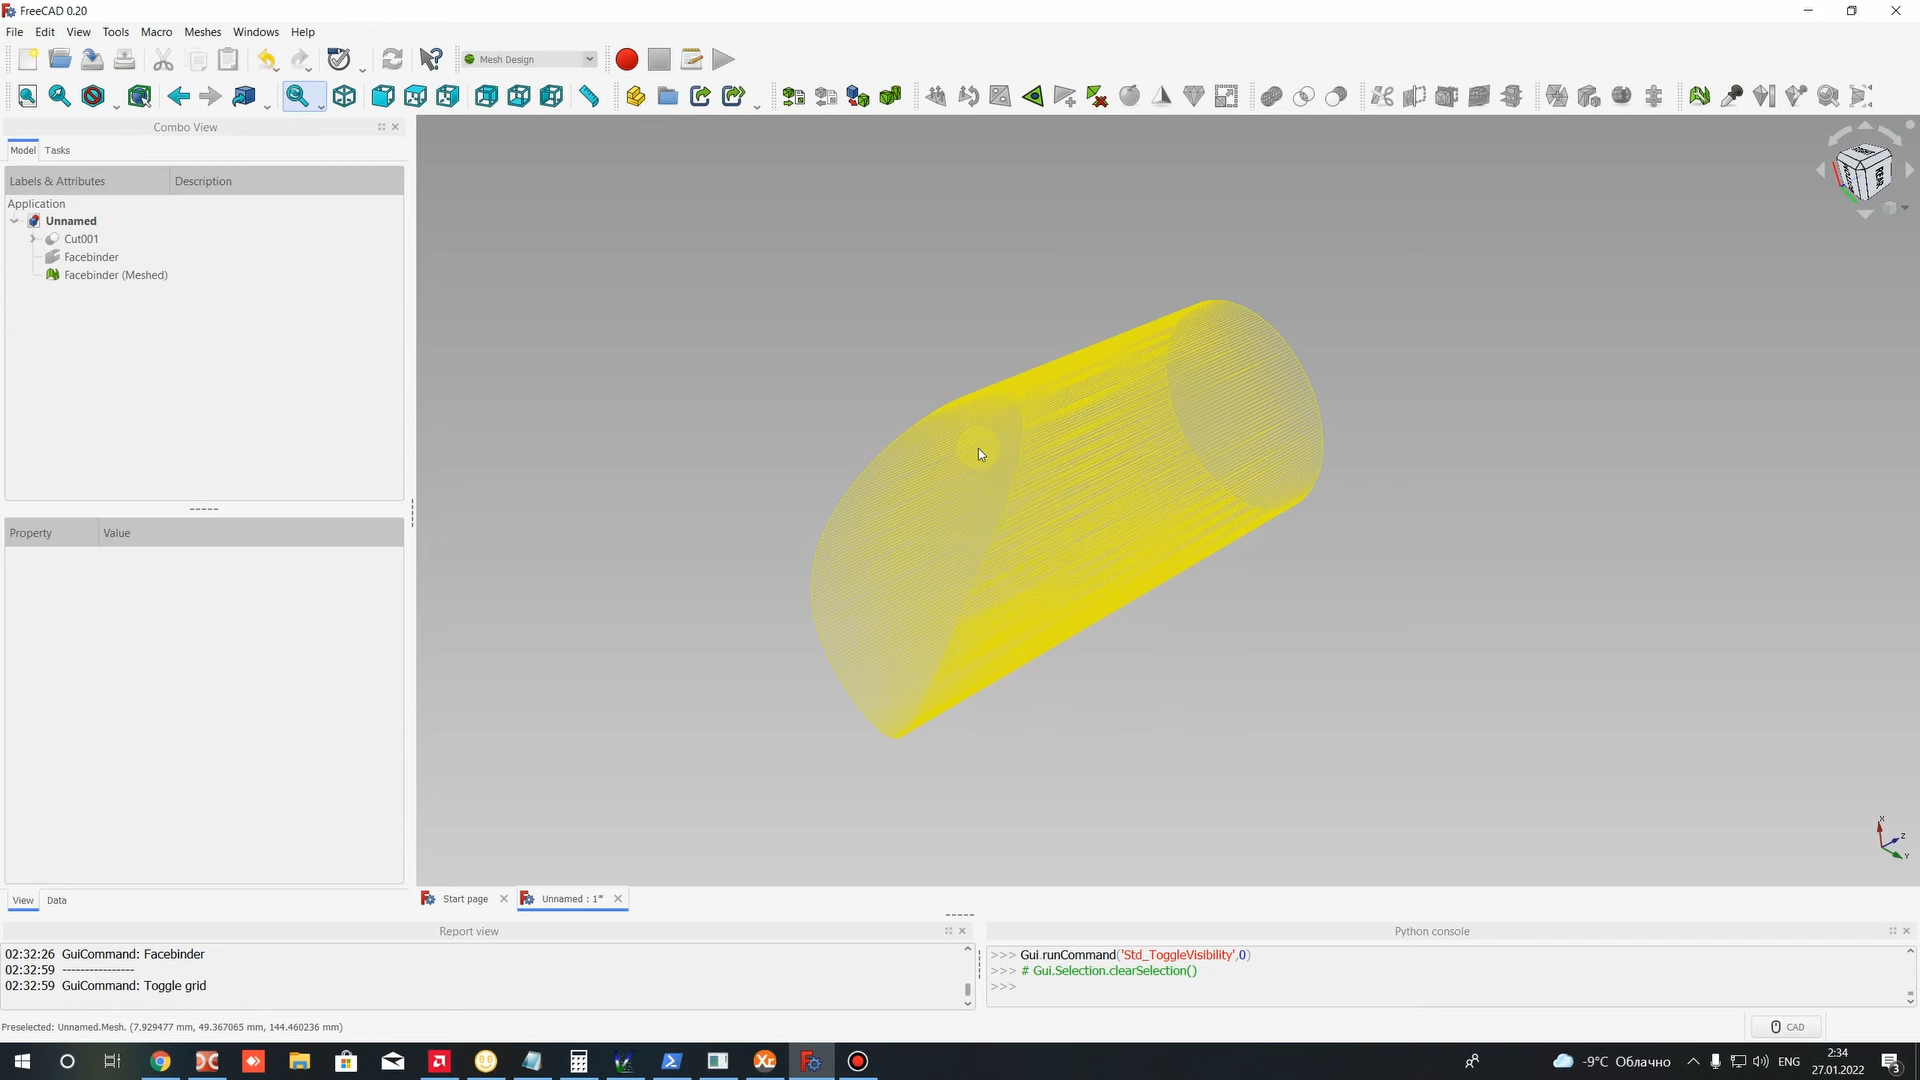 FreeCAD 0.20
File Edit View Tools Macro Meshes Windows Help
Mesh Design
Combo View
Model Tasks
Labels & Attributes Description
Application
Unnamed
Cut001
Facebinder
Facebinder (Meshed)
REAR
Property Value
X
Z
Y
View Data
Start page Unnamed : 1*
Report view
Python console
02:32:26 GuiCommand: Facebinder
02:32:59 ----------------
02:32:59 GuiCommand: Toggle grid
>>> Gui.runCommand('Std_ToggleVisibility',0)
>>> # Gui.Selection.clearSelection()
>>>
Preselected: Unnamed.Mesh. (7.929477 mm, 49.367065 mm, 144.460236 mm)
CAD
Xr
-9°C Облачно
ENG
2:34
27.01.2022
3